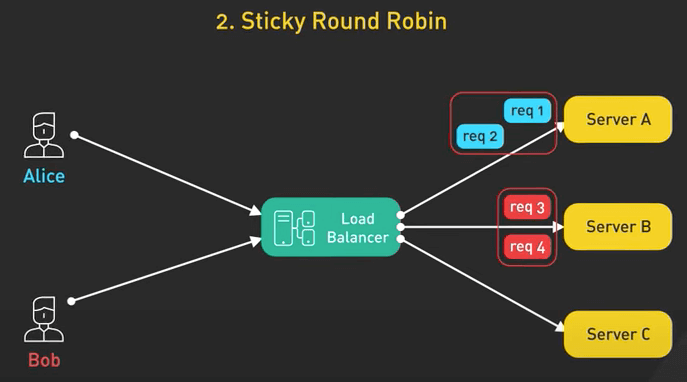 2. Sticky Round Robin
req 1
Server A
req 2
Alice
Load
Balancer
req 3
Server B
req 4
Server C
Bob